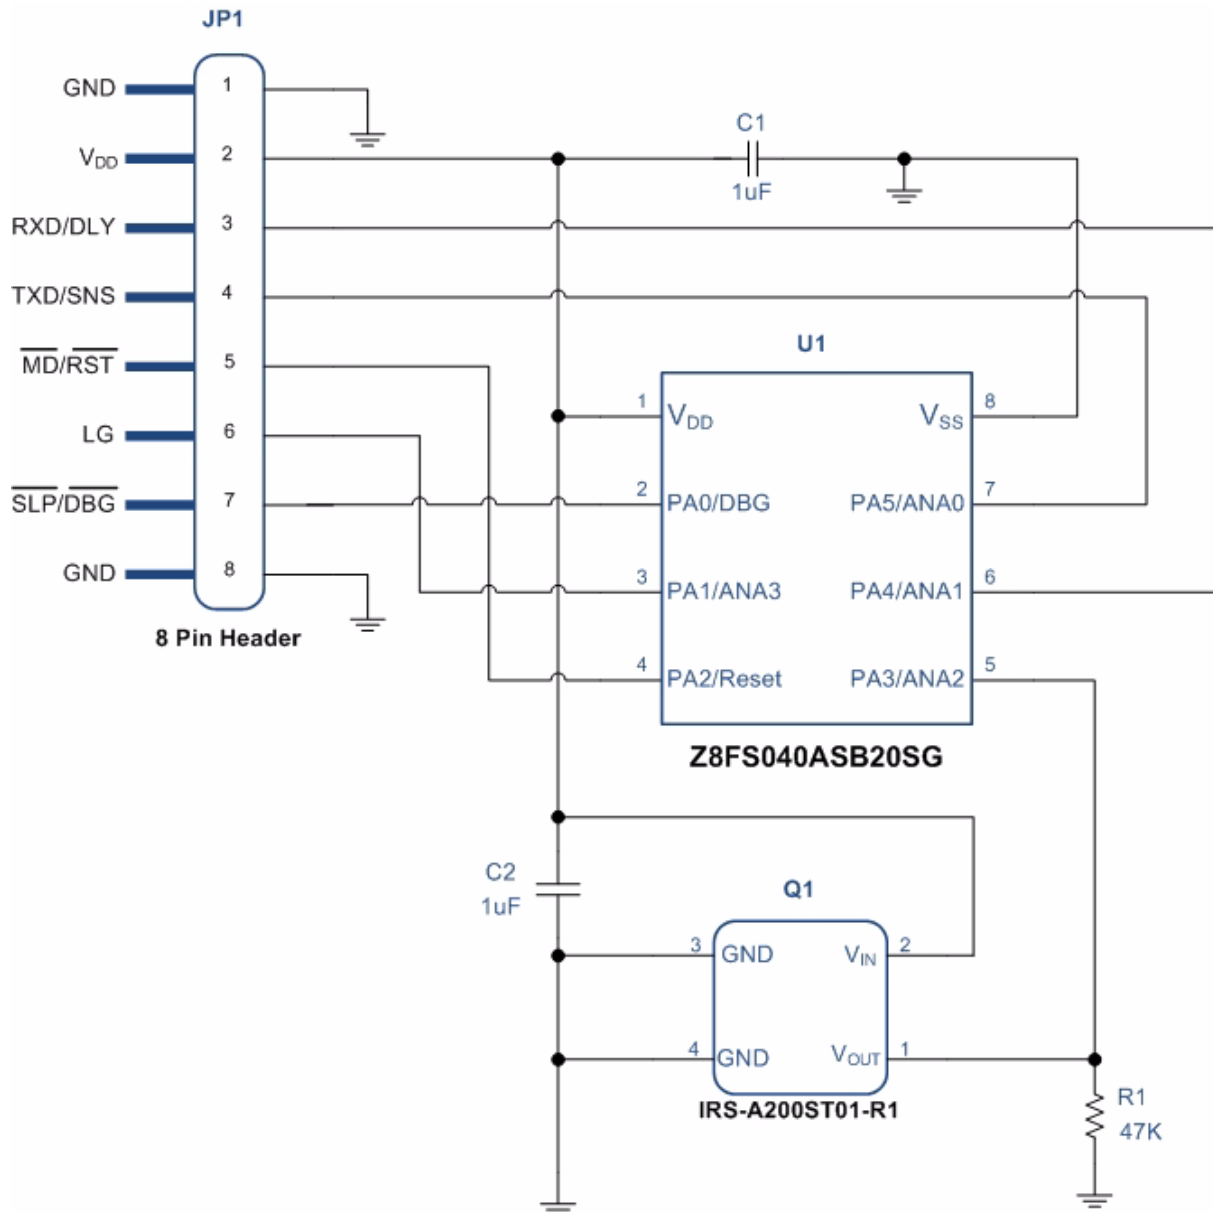 JP1
GND 1
VDD 2
RXD/DLY 3
TXD/SNS 4
MD/RST 5
LG 6
SLP/DBG 7
GND 8
8 Pin Header
C1
1uF
U1
1 VDD VSS 8
2 PA0/DBG PA5/ANA0 7
3 PA1/ANA3 PA4/ANA1 6
4 PA2/Reset PA3/ANA2 5
Z8FS040ASB20SG
C2
1uF
Q1
3 GND VIN 2
4 GND VOUT 1
IRS-A200ST01-R1
R1
47K